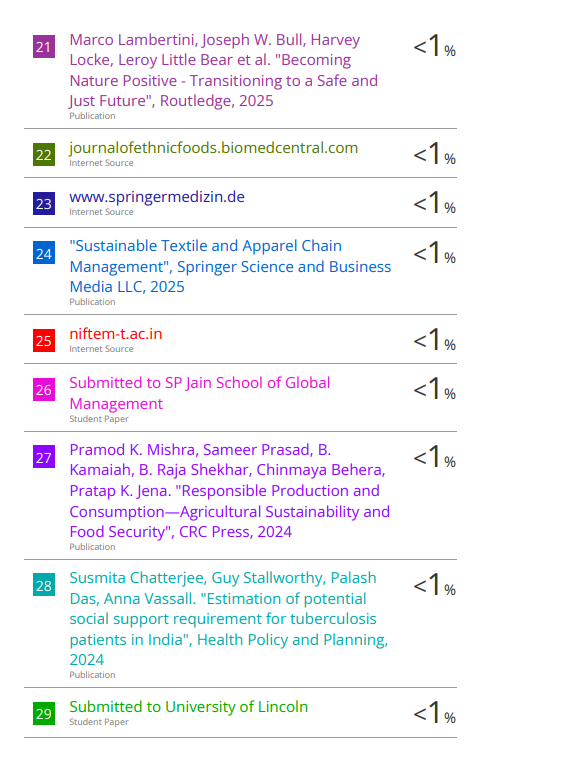 21 Marco Lambertini, Joseph W. Bull, Harvey <1%
Locke, Leroy Little Bear et al. "Becoming
Nature Positive - Transitioning to a Safe and
Just Future", Routledge, 2025
Publication
22 journalofethnicfoods.biomedcentral.com <1%
Internet Source
23 www.springermedizin.de <1%
Internet Source
24 "Sustainable Textile and Apparel Chain <1%
Management", Springer Science and Business
Media LLC, 2025
Publication
25 niftem-t.ac.in <1%
Internet Source
26 Submitted to SP Jain School of Global <1%
Management
Student Paper
27 Pramod K. Mishra, Sameer Prasad, B. <1%
Kamaiah, B. Raja Shekhar, Chinmaya Behera,
Pratap K. Jena. "Responsible Production and
Consumption—Agricultural Sustainability and
Food Security", CRC Press, 2024
Publication
28 Susmita Chatterjee, Guy Stallworthy, Palash <1%
Das, Anna Vassall. "Estimation of potential
social support requirement for tuberculosis
patients in India", Health Policy and Planning,
2024
Publication
29 Submitted to University of Lincoln <1%
Student Paper